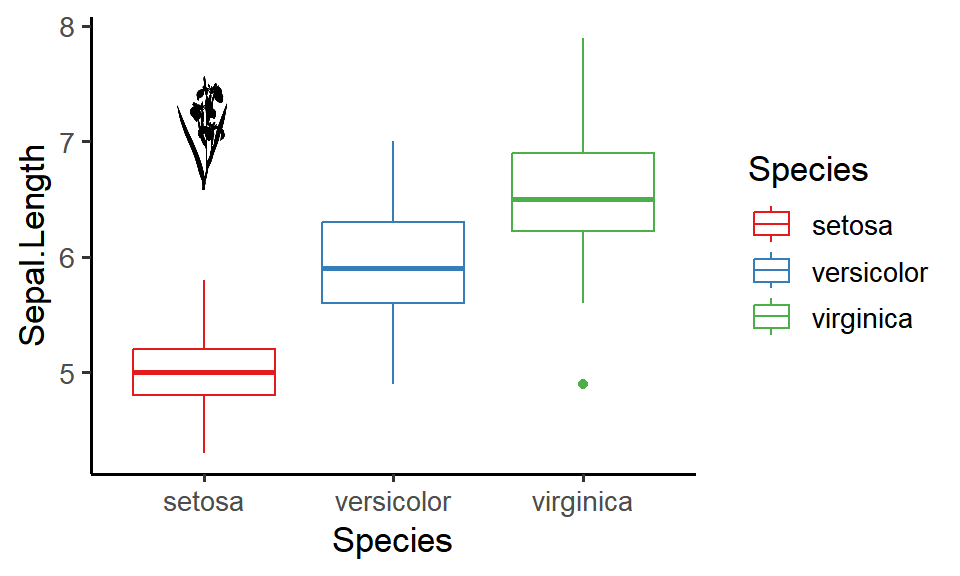 8
7
6
5
Sepal.Length
setosa versicolor virginica
Species
Species
setosa
versicolor
virginica